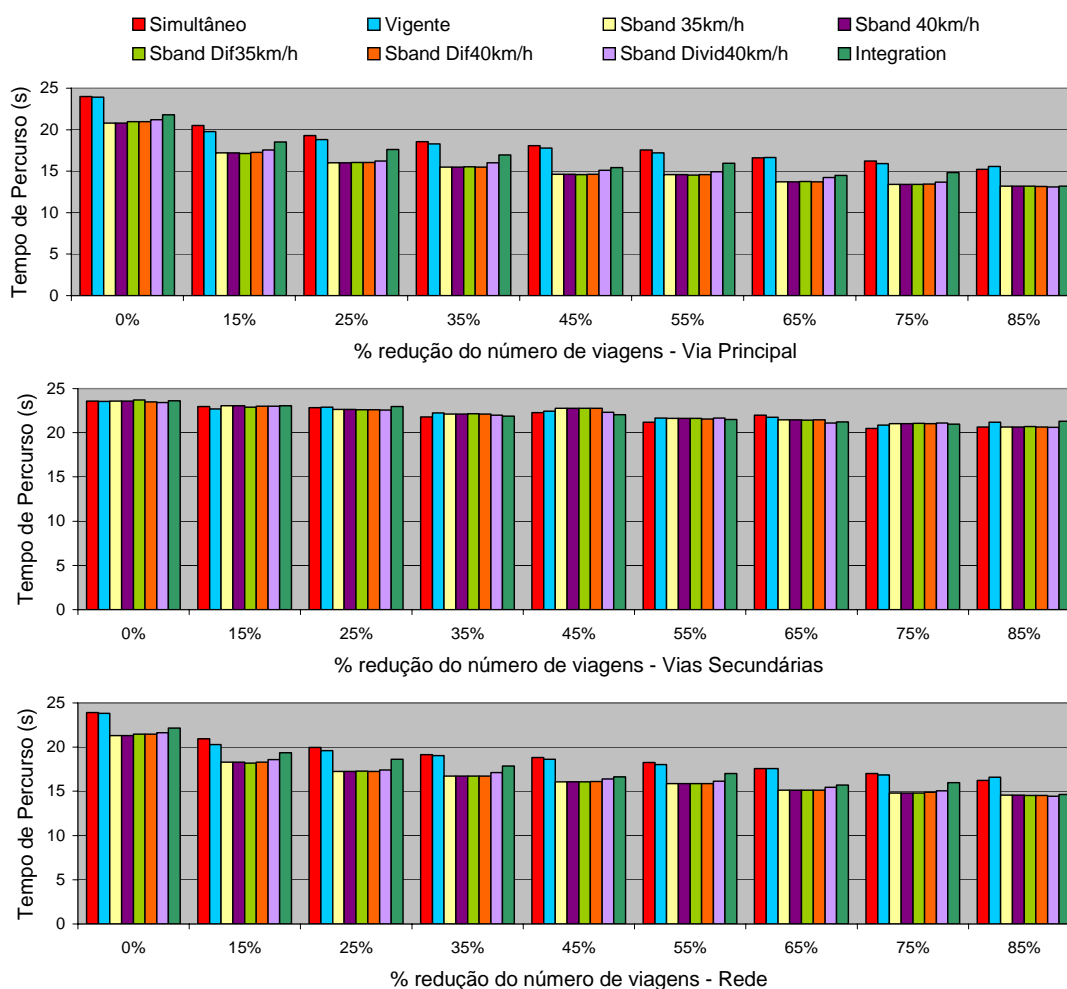 Simultâneo Vigente Sband 35km/h Sband 40km/h
Sband Dif35km/h Sband Dif40km/h Sband Divid40km/h Integration
Tempo de Percurso (s)
25
20
15
10
5
0
0% 15% 25% 35% 45% 55% 65% 75% 85%
% redução do número de viagens - Via Principal
Tempo de Percurso (s)
25
20
15
10
5
0
0% 15% 25% 35% 45% 55% 65% 75% 85%
% redução do número de viagens - Vias Secundárias
Tempo de Percurso (s)
25
20
15
10
5
0
0% 15% 25% 35% 45% 55% 65% 75% 85%
% redução do número de viagens - Rede